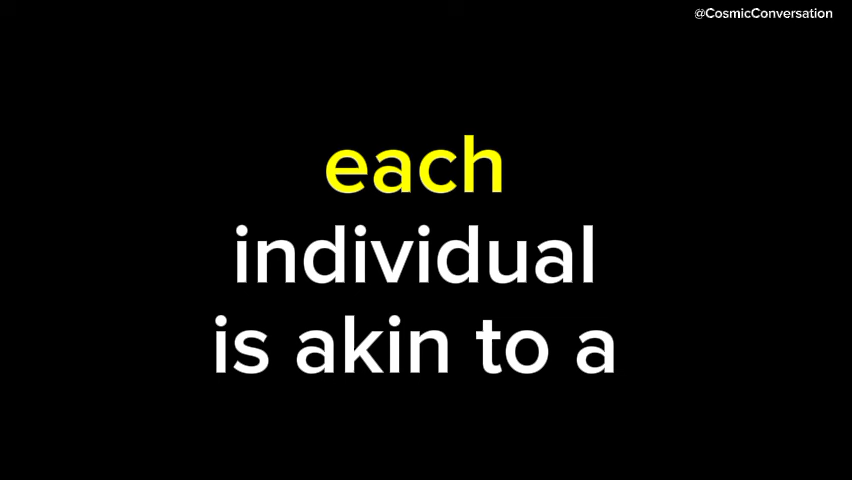 @CosmicConversation
each
individual
is akin to a